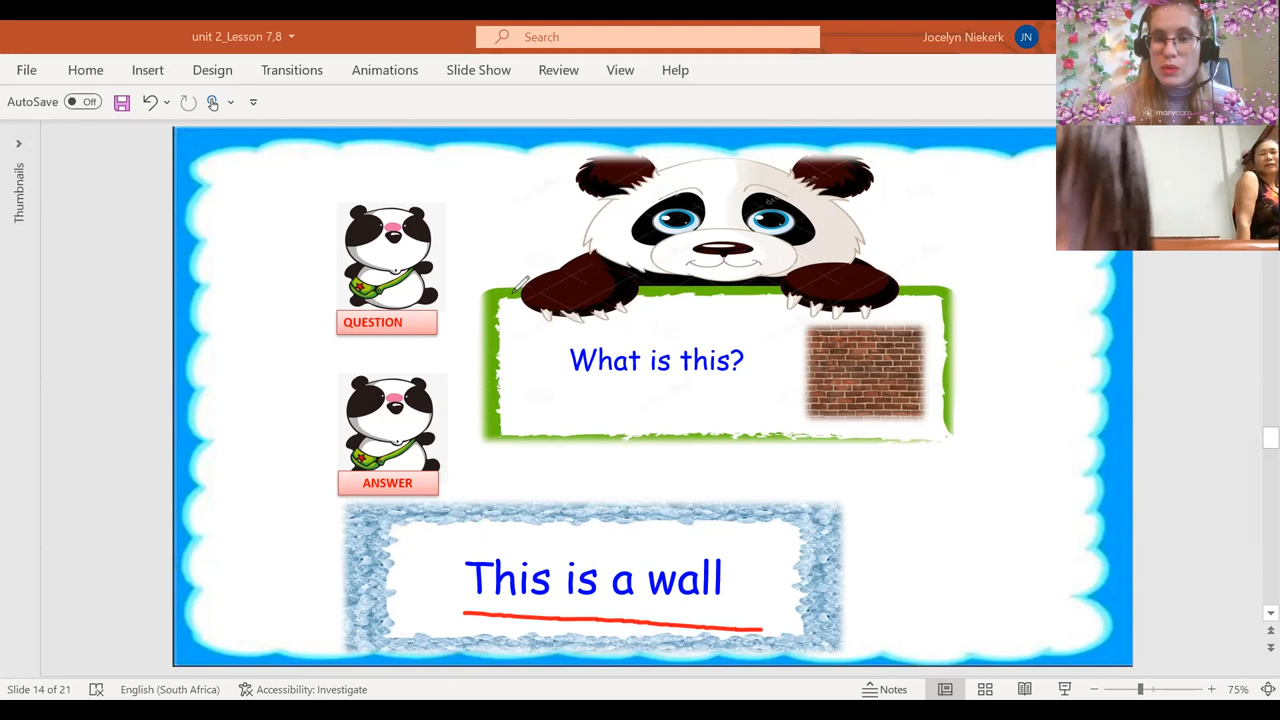 unit 2_Lesson 7,8
Search
Jocelyn Niekerk
JN
File Home Insert Design Transitions Animations Slide Show Review View Help
AutoSave Off
Thumbnails
QUESTION
What is this?
ANSWER
This is a wall
Slide 14 of 21
English (South Africa)
Accessibility: Investigate
Notes
75%
manycam